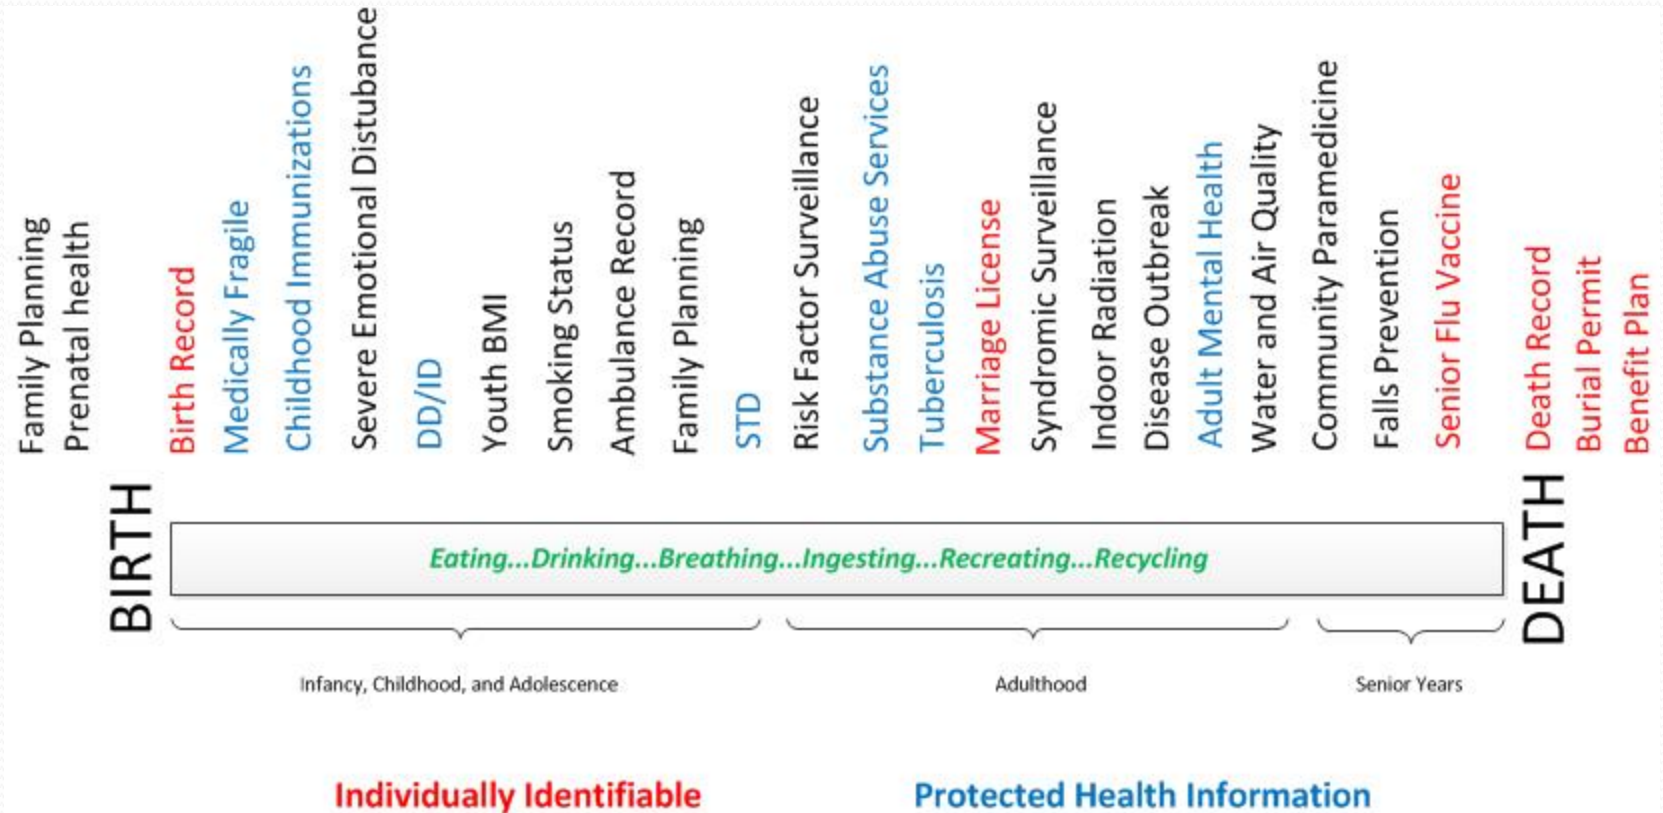 Family Planning
Prenatal health
BIRTH
Birth Record
Medically Fragile
Childhood Immunizations
Severe Emotional Distubance
DD/ID
Youth BMI
Smoking Status
Ambulance Record
Family Planning
STD
Risk Factor Surveillance
Substance Abuse Services
Tuberculosis
Marriage License
Syndromic Surveillance
Indoor Radiation
Disease Outbreak
Adult Mental Health
Water and Air Quality
Community Paramedicine
Falls Prevention
Senior Flu Vaccine
DEATH
Death Record
Burial Permit
Benefit Plan
Eating...Drinking...Breathing...Ingesting...Recreating...Recycling
Infancy, Childhood, and Adolescence
Adulthood
Senior Years
Individually Identifiable
Protected Health Information